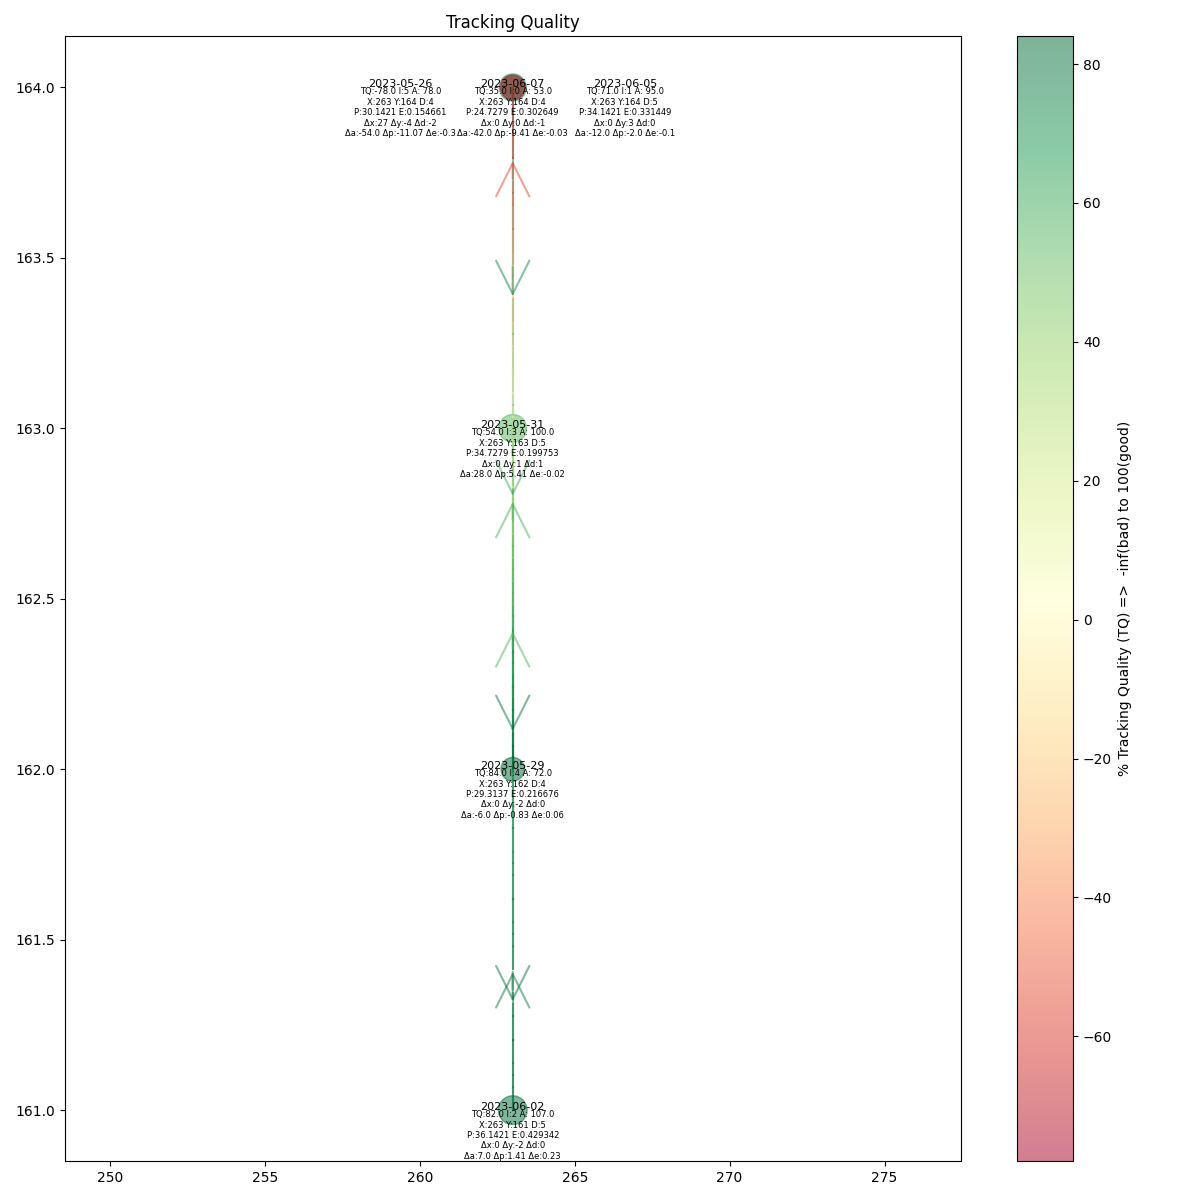 Tracking Quality
164.0
163.5
163.0
162.5
162.0
161.5
161.0
2023-05-26
TQ:-78.0 I:5 A: 78.0
X:263 Y:164 D:4
P:30.1421 E:0.154661
Δx:27 Δy:-4 Δd:-2
Δa:-54.0 Δp:-11.07 Δe:-0.3
2023-06-07
TQ:35.0 I:0 A: 53.0
X:263 Y:164 D:4
P:24.7279 E:0.302649
Δx:0 Δy:0 Δd:-1
Δa:-42.0 Δp:-9.41 Δe:-0.03
2023-06-05
TQ:71.0 I:1 A: 95.0
X:263 Y:164 D:5
P:34.1421 E:0.331449
Δx:0 Δy:3 Δd:0
Δa:-12.0 Δp:-2.0 Δe:-0.1
2023-05-31
TQ:54.0 I:3 A: 100.0
X:263 Y:163 D:5
P:34.7279 E:0.199753
Δx:0 Δy:1 Δd:1
Δa:28.0 Δp:5.41 Δe:-0.02
2023-05-29
TQ:84.0 I:4 A: 72.0
X:263 Y:162 D:4
P:29.3137 E:0.216676
Δx:0 Δy:-2 Δd:0
Δa:-6.0 Δp:-0.83 Δe:0.06
2023-06-02
TQ:82.0 I:2 A: 107.0
X:263 Y:161 D:5
P:36.1421 E:0.429342
Δx:0 Δy:-2 Δd:0
Δa:7.0 Δp:1.41 Δe:0.23
250 255 260 265 270 275
80
60
40
20
0
−20
−40
−60
% Tracking Quality (TQ) =>  -inf(bad) to 100(good)